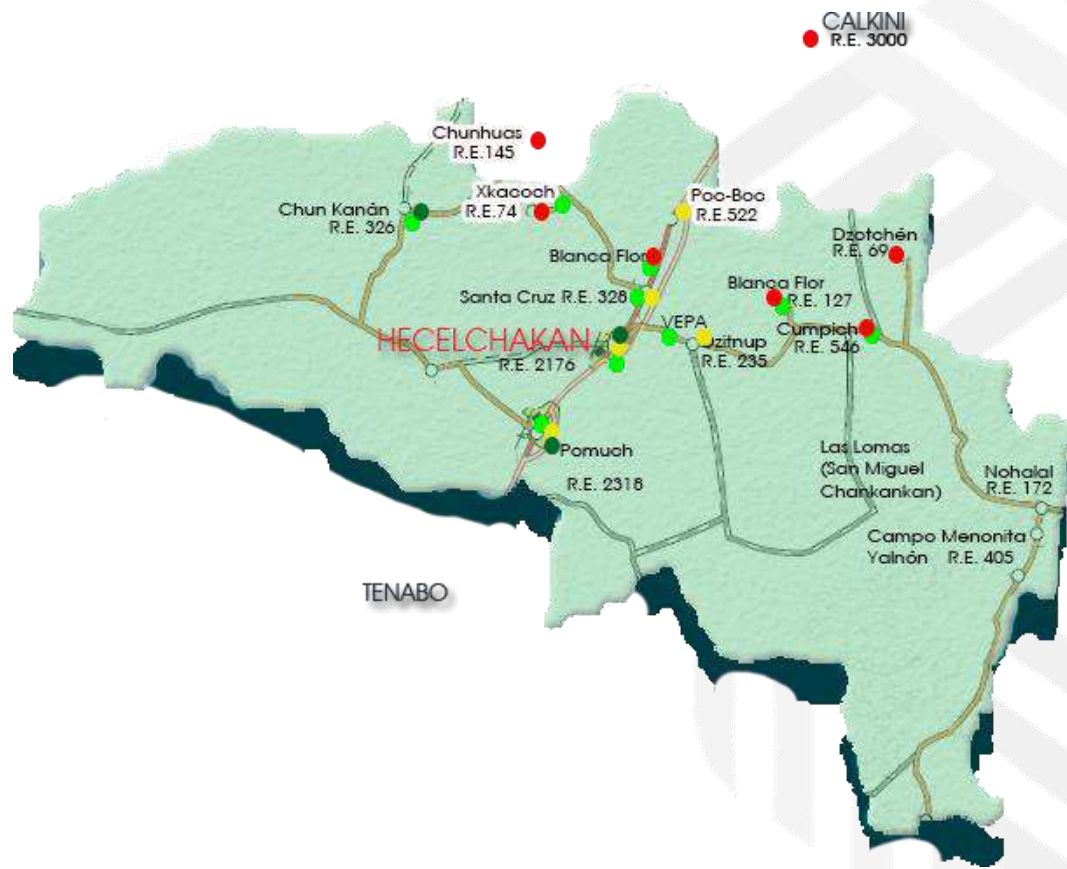 CALKINI
R.E. 3000
Chunhuas
R.E.145
Xkacoch
R.E.74
Poc-Boc
R.E.522
Chun Kanán
R.E. 326
Dzotchén
R.E. 69
Blanca Flor
Blanca Flor
R.E. 127
Santa Cruz R.E. 328
VEPA
Cumpich
R.E. 546
HECELCHAKAN
Dzitnup
R.E. 2176
R.E. 235
Pomuch
R.E. 2318
Las Lomas
(San Miguel
Chankankan)
Nohalal
R.E. 172
Campo Menonita
Yalnón R.E. 405
TENABO